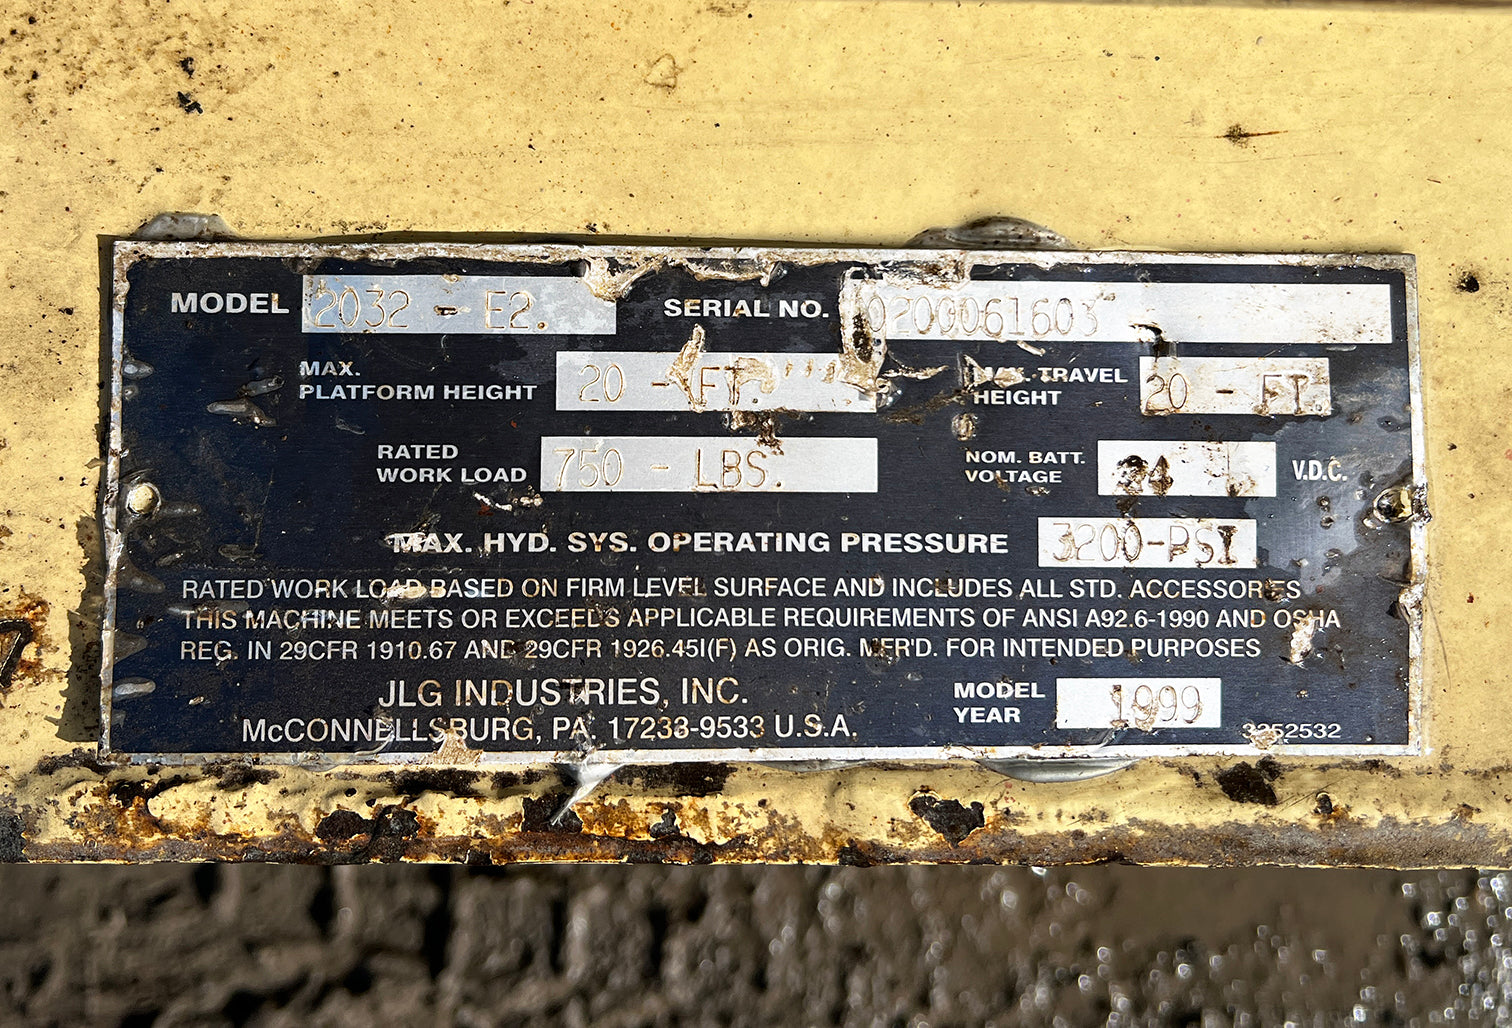 MODEL 2032 - E2. SERIAL NO. 0200061603
MAX. PLATFORM HEIGHT 20 - FT. MAX. TRAVEL HEIGHT 20 - FT.
RATED WORK LOAD 750 - LBS. NOM. BATT. VOLTAGE 24 V.D.C.
MAX. HYD. SYS. OPERATING PRESSURE 3200-PSI
RATED WORK LOAD BASED ON FIRM LEVEL SURFACE AND INCLUDES ALL STD. ACCESSORIES
THIS MACHINE MEETS OR EXCEEDS APPLICABLE REQUIREMENTS OF ANSI A92.6-1990 AND OSHA
REG. IN 29CFR 1910.67 AND 29CFR 1926.451(F) AS ORIG. MFR'D. FOR INTENDED PURPOSES
JLG INDUSTRIES, INC.
McCONNELLSBURG, PA. 17233-9533 U.S.A.
MODEL YEAR 1999
3252532